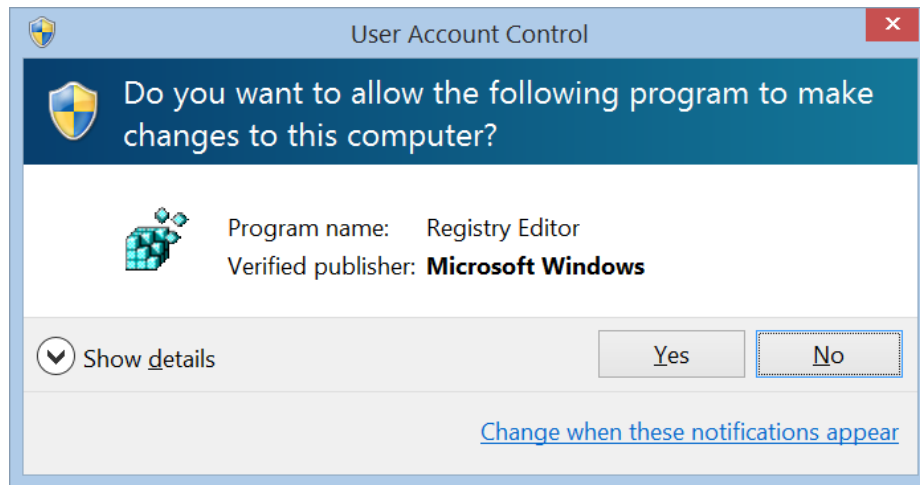 User Account Control
Do you want to allow the following program to make
changes to this computer?
Program name: Registry Editor
Verified publisher: Microsoft Windows
Show details
Yes
No
Change when these notifications appear